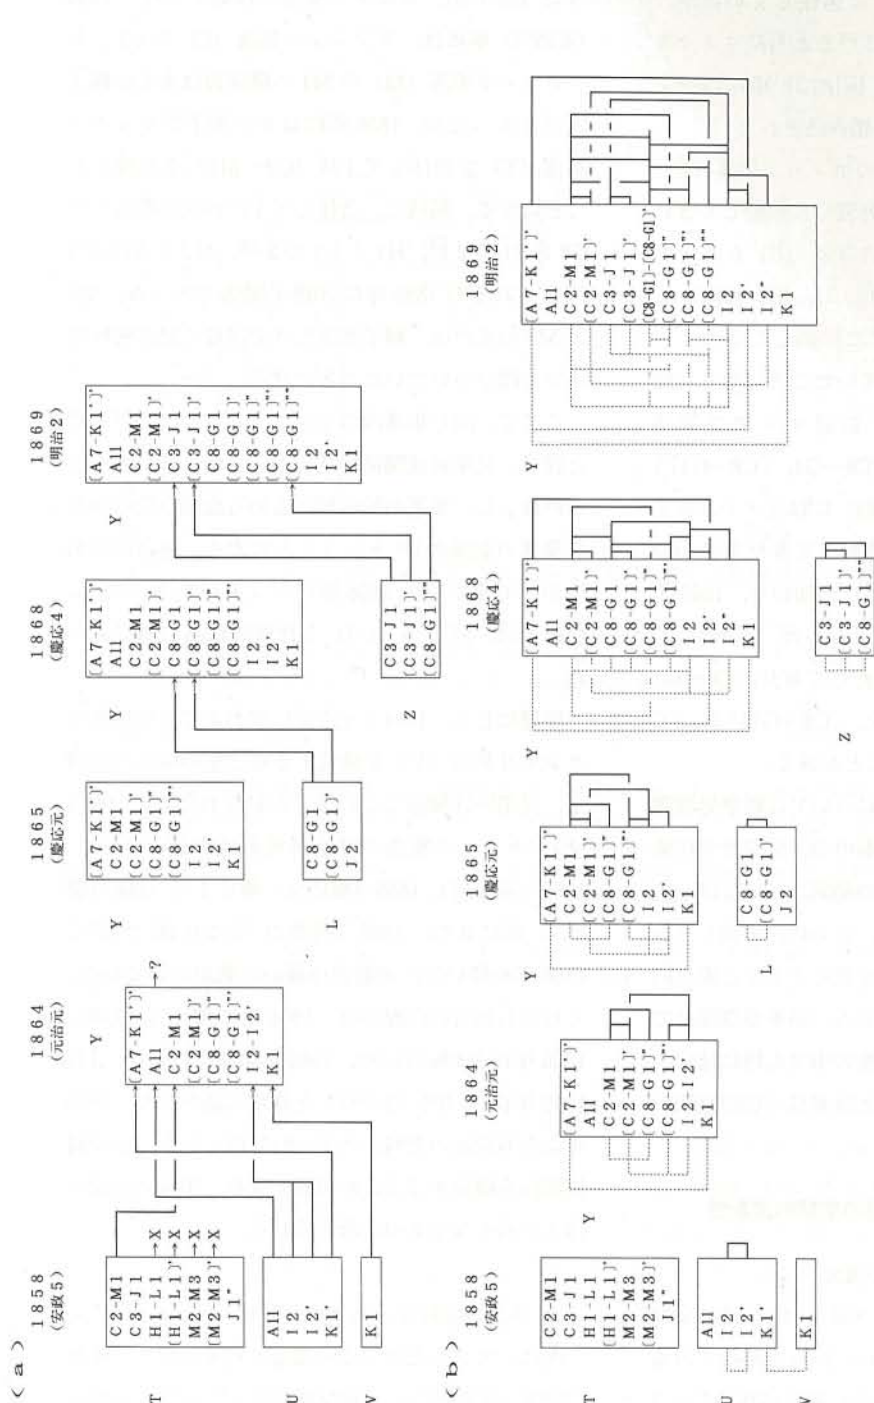 (a)
1858
(安政5)
T
C2-M1
C3-J1
H1-L1→X
[H1-L1]'→X
M2-M3→X
[M2-M3]'→X
J1"
U
A11
I2
I2'
K1'
V
K1
1864
(元治元)
Y
[A7-K1']'
A11→?
C2-M1
[C2-M1]'
[C8-G1]"
[C8-G1]"'
I2-I2'
K1
1865
(慶応元)
Y
[A7-K1']'
C2-M1
[C2-M1]'
[C8-G1]"
[C8-G1]"'
I2
I2'
K1
L
C8-G1
[C8-G1]'
J2
1868
(慶応4)
Y
[A7-K1']'
A11
C2-M1
[C2-M1]'
C8-G1
[C8-G1]'
[C8-G1]"
[C8-G1]"'
I2
I2'
K1
Z
C3-J1
[C3-J1]'
[C8-G1]""
1869
(明治2)
Y
[A7-K1']'
A11
C2-M1
[C2-M1]'
C3-J1
[C3-J1]'
C8-G1
[C8-G1]'
[C8-G1]"
[C8-G1]"'
[C8-G1]""
I2
I2'
K1
(b)
1858
(安政5)
T
C2-M1
C3-J1
H1-L1
[H1-L1]'
M2-M3
[M2-M3]'
J1"
U
A11
I2
I2'
K1'
V
K1
1864
(元治元)
Y
[A7-K1']'
A11
C2-M1
[C2-M1]'
[C8-G1]"
[C8-G1]"'
I2-I2'
K1
1865
(慶応元)
Y
[A7-K1']'
C2-M1
[C2-M1]'
[C8-G1]"
[C8-G1]"'
I2
I2'
K1
L
C8-G1
[C8-G1]'
J2
1868
(慶応4)
Y
[A7-K1']'
A11
C2-M1
[C2-M1]'
C8-G1
[C8-G1]'
[C8-G1]"
[C8-G1]"'
I2
I2'
I2"
K1
Z
C3-J1
[C3-J1]'
[C8-G1]""
1869
(明治2)
Y
[A7-K1']'
A11
C2-M1
[C2-M1]'
C3-J1
[C3-J1]'
[C8-G1]-[C8-G1]'
[C8-G1]"
[C8-G1]"'
[C8-G1]""
I2
I2'
I2"
K1